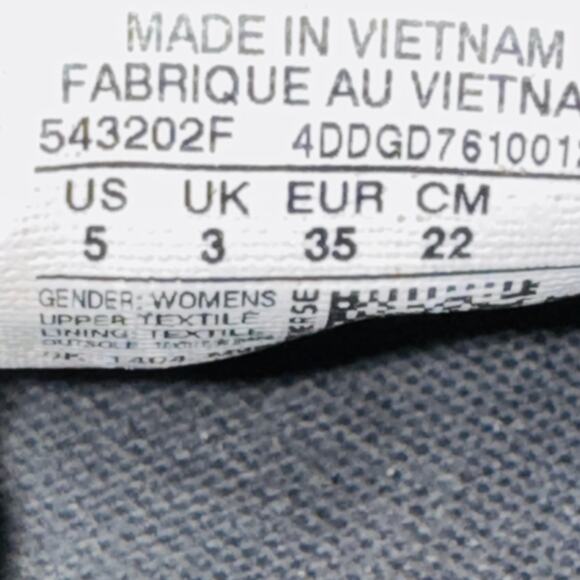 MADE IN VIETNAM
FABRIQUE AU VIETNA
543202F 4DDGD761001
US UK EUR CM
5 3 35 22
GENDER: WOMENS
UPPER TEXTILE
LINING: TEXTILE
OUTSOLE